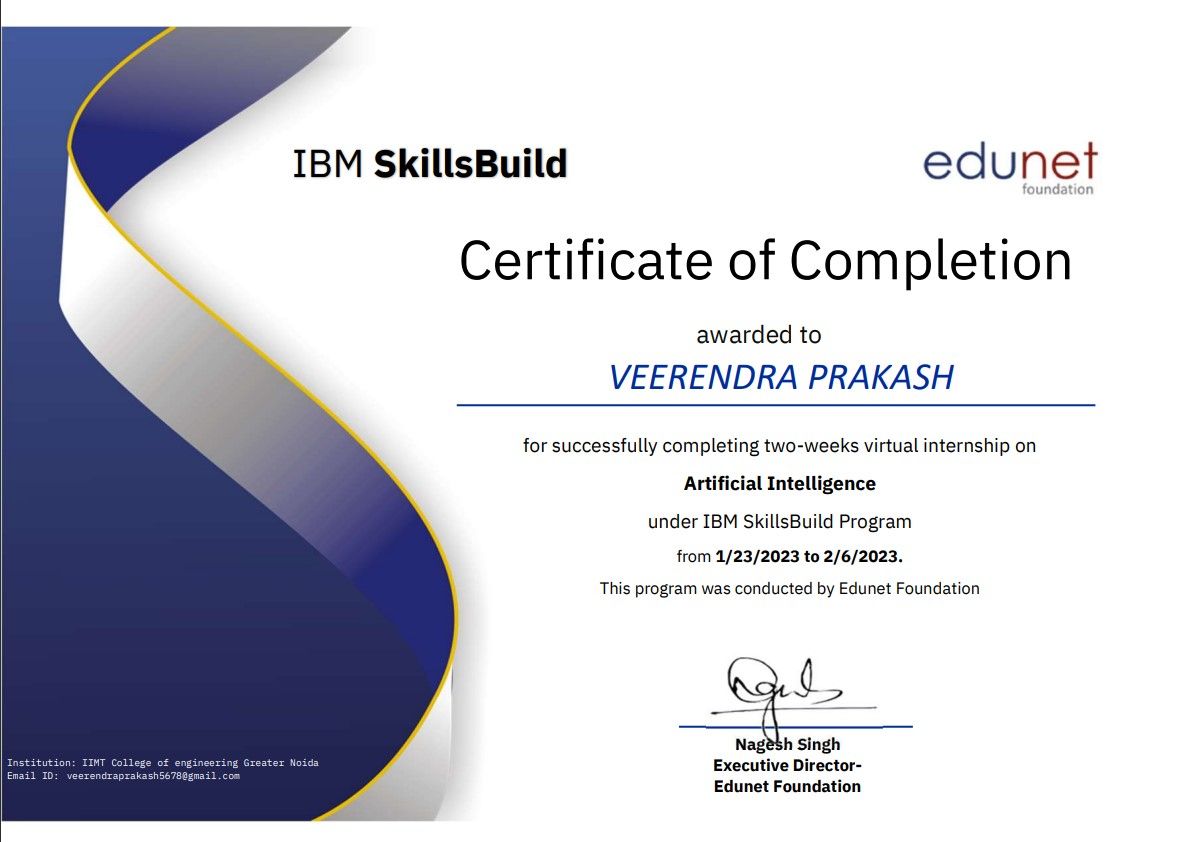 IBM SkillsBuild
edunet
foundation
Certificate of Completion
awarded to
VEERENDRA PRAKASH
for successfully completing two-weeks virtual internship on
Artificial Intelligence
under IBM SkillsBuild Program
from 1/23/2023 to 2/6/2023.
This program was conducted by Edunet Foundation
Nagesh Singh
Executive Director-
Edunet Foundation
Institution: IIMT College of engineering Greater Noida
Email ID: veerendraprakash5678@gmail.com